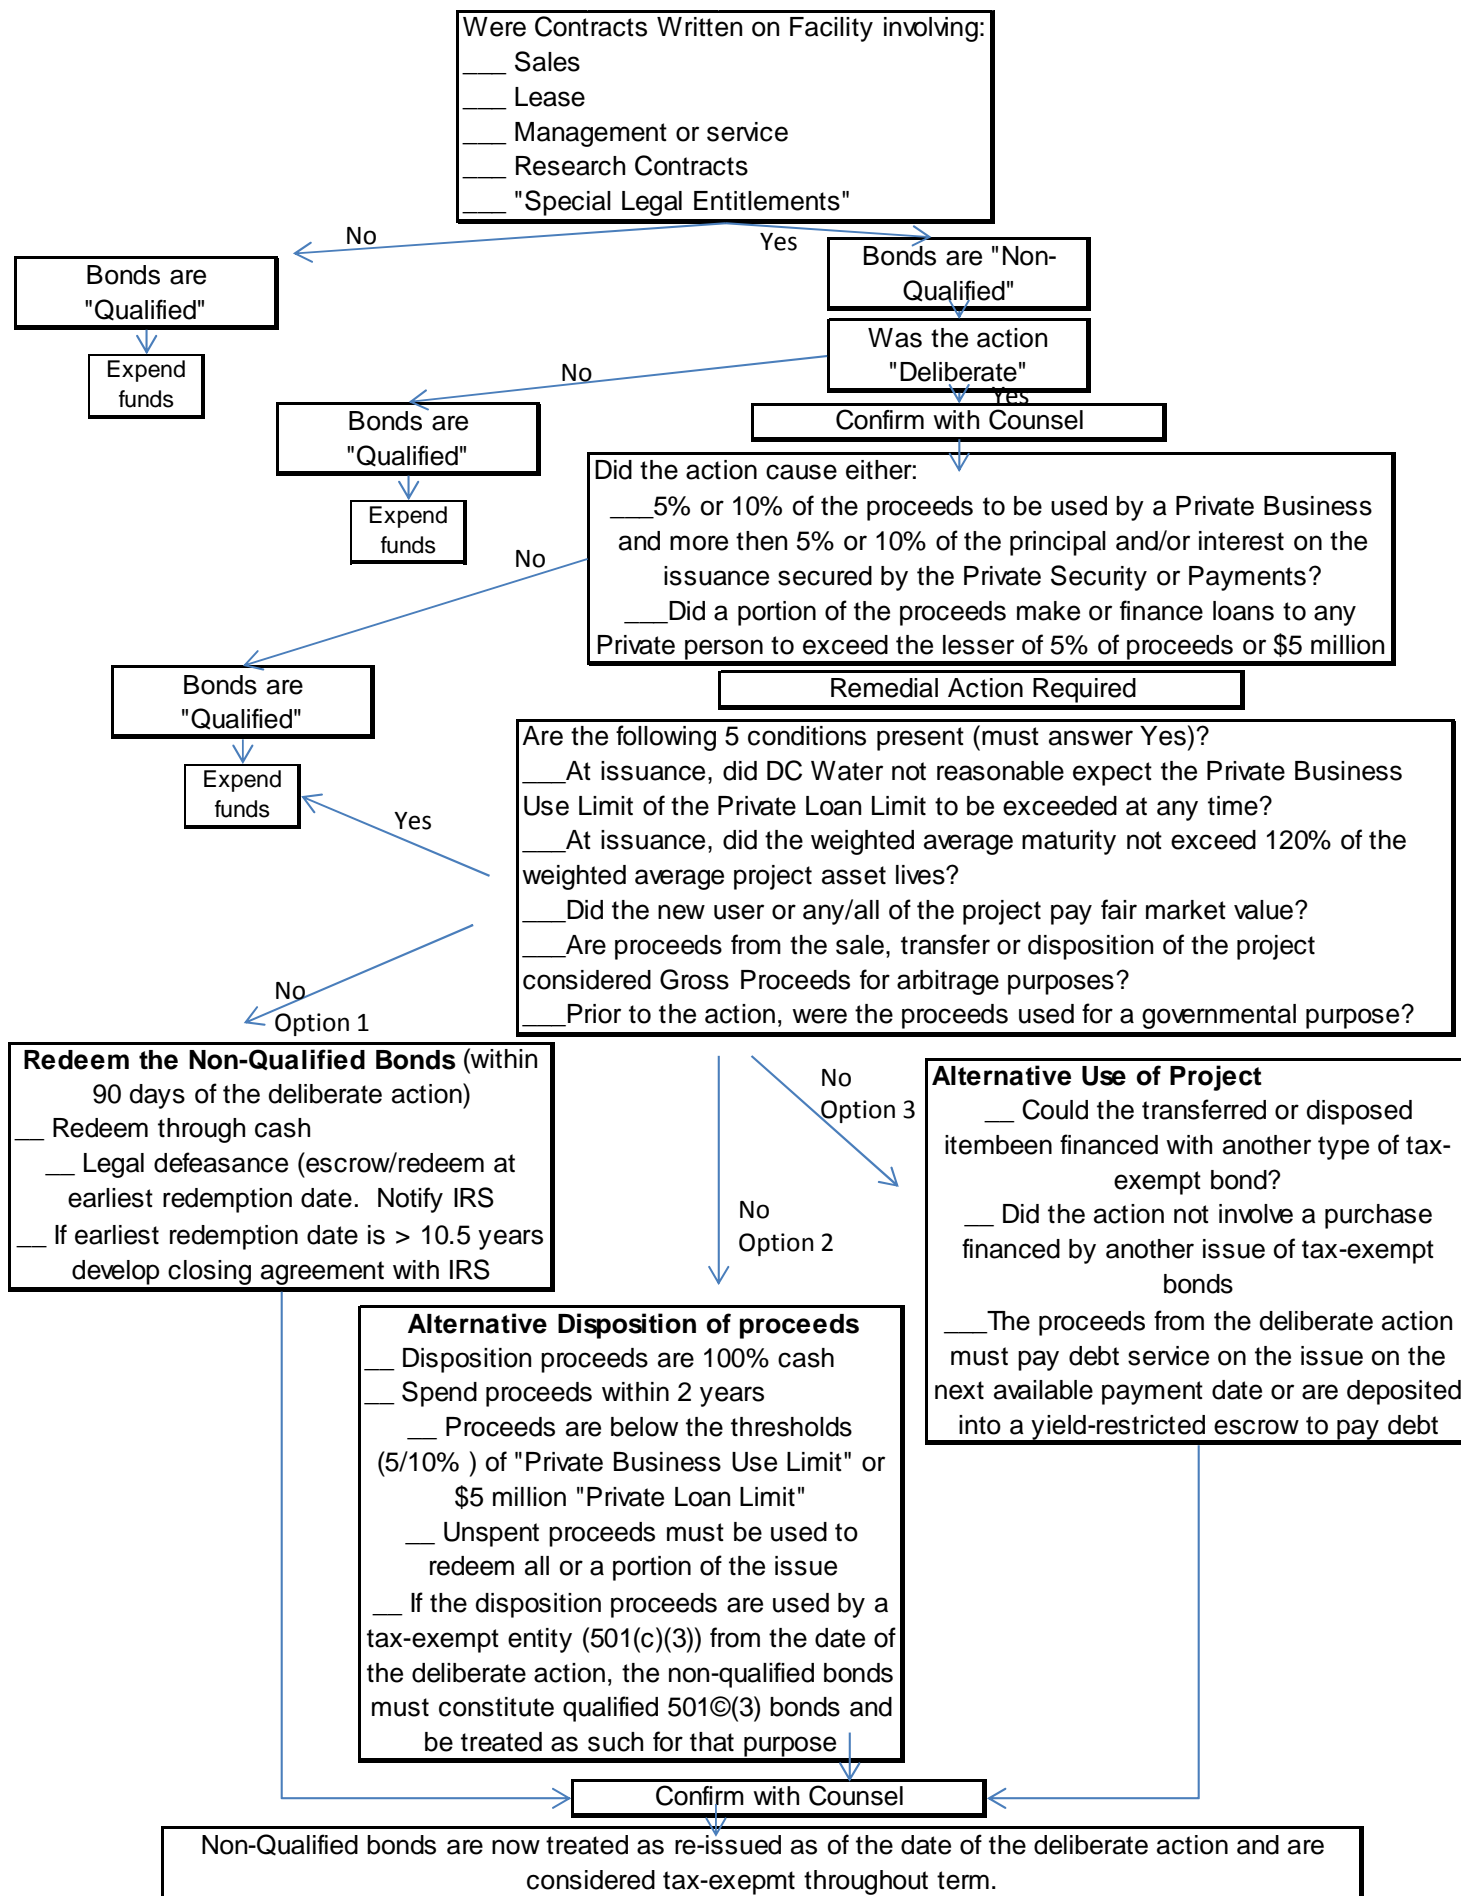 Were Contracts Written on Facility involving:
___ Sales
___ Lease
___ Management or service
___ Research Contracts
___ "Special Legal Entitlements"
No
Yes
Bonds are
"Qualified"
Expend
funds
Bonds are "Non-
Qualified"
Was the action
"Deliberate"
No
Yes
Bonds are
"Qualified"
Expend
funds
Confirm with Counsel
Did the action cause either:
___5% or 10% of the proceeds to be used by a Private Business
and more then 5% or 10% of the principal and/or interest on the
issuance secured by the Private Security or Payments?
___Did a portion of the proceeds make or finance loans to any
Private person to exceed the lesser of 5% of proceeds or $5 million
No
Bonds are
"Qualified"
Expend
funds
Remedial Action Required
Are the following 5 conditions present (must answer Yes)?
___At issuance, did DC Water not reasonable expect the Private Business
Use Limit of the Private Loan Limit to be exceeded at any time?
___At issuance, did the weighted average maturity not exceed 120% of the
weighted average project asset lives?
___Did the new user or any/all of the project pay fair market value?
___Are proceeds from the sale, transfer or disposition of the project
considered Gross Proceeds for arbitrage purposes?
___Prior to the action, were the proceeds used for a governmental purpose?
Yes
No
Option 1
Redeem the Non-Qualified Bonds (within
90 days of the deliberate action)
__ Redeem through cash
__ Legal defeasance (escrow/redeem at
earliest redemption date.  Notify IRS
__ If earliest redemption date is > 10.5 years
develop closing agreement with IRS
No
Option 2
Alternative Disposition of proceeds
__ Disposition proceeds are 100% cash
__ Spend proceeds within 2 years
__ Proceeds are below the thresholds
(5/10% ) of "Private Business Use Limit" or
$5 million "Private Loan Limit"
__ Unspent proceeds must be used to
redeem all or a portion of the issue
__ If the disposition proceeds are used by a
tax-exempt entity (501(c)(3)) from the date of
the deliberate action, the non-qualified bonds
must constitute qualified 501©(3) bonds and
be treated as such for that purpose
No
Option 3
Alternative Use of Project
__ Could the transferred or disposed
itembeen financed with another type of tax-
exempt bond?
__ Did the action not involve a purchase
financed by another issue of tax-exempt
bonds
___The proceeds from the deliberate action
must pay debt service on the issue on the
next available payment date or are deposited
into a yield-restricted escrow to pay debt
Confirm with Counsel
Non-Qualified bonds are now treated as re-issued as of the date of the deliberate action and are
considered tax-exepmt throughout term.